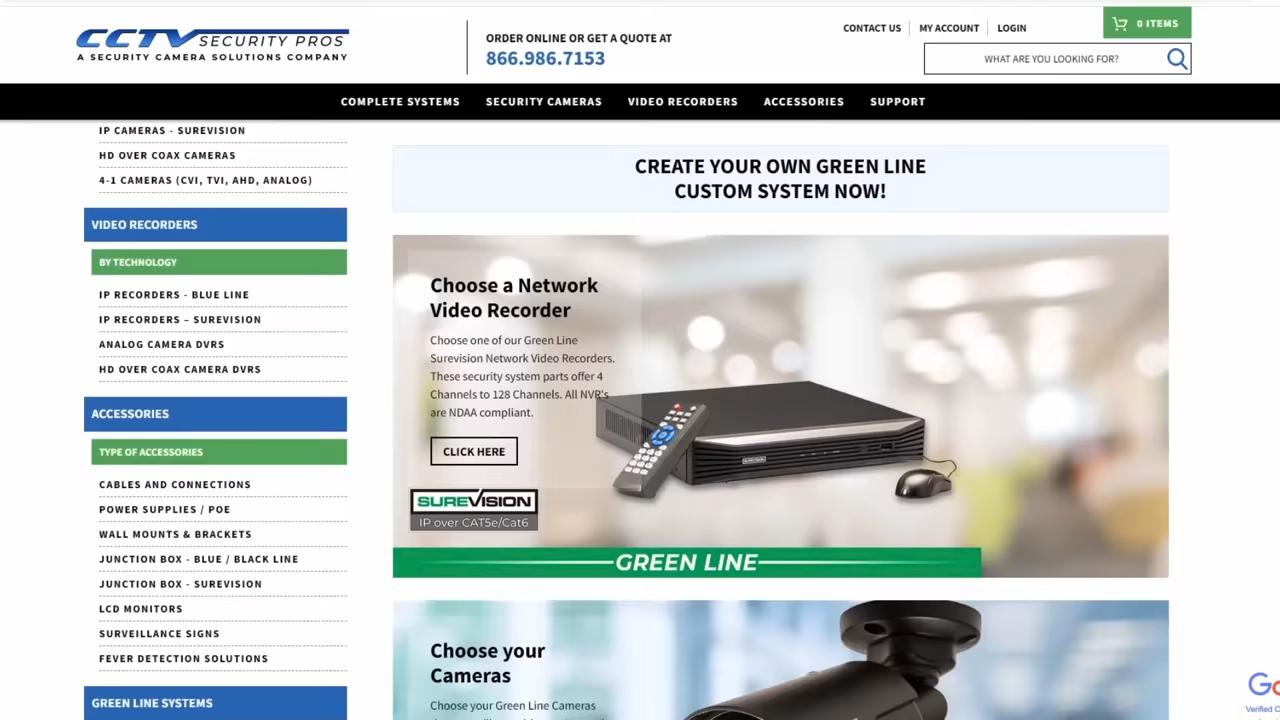 CCTV SECURITY PROS
A SECURITY CAMERA SOLUTIONS COMPANY
ORDER ONLINE OR GET A QUOTE AT
866.986.7153
CONTACT US
MY ACCOUNT
LOGIN
0 ITEMS
WHAT ARE YOU LOOKING FOR?
COMPLETE SYSTEMS
SECURITY CAMERAS
VIDEO RECORDERS
ACCESSORIES
SUPPORT
IP CAMERAS - SUREVISION
HD OVER COAX CAMERAS
4-1 CAMERAS (CVI, TVI, AHD, ANALOG)
VIDEO RECORDERS
BY TECHNOLOGY
IP RECORDERS - BLUE LINE
IP RECORDERS – SUREVISION
ANALOG CAMERA DVRS
HD OVER COAX CAMERA DVRS
ACCESSORIES
TYPE OF ACCESSORIES
CABLES AND CONNECTIONS
POWER SUPPLIES / POE
WALL MOUNTS & BRACKETS
JUNCTION BOX - BLUE / BLACK LINE
JUNCTION BOX - SUREVISION
LCD MONITORS
SURVEILLANCE SIGNS
FEVER DETECTION SOLUTIONS
GREEN LINE SYSTEMS
CREATE YOUR OWN GREEN LINE
CUSTOM SYSTEM NOW!
Choose a Network
Video Recorder
Choose one of our Green Line
Surevision Network Video Recorders.
These security system parts offer 4
Channels to 128 Channels. All NVR's
are NDAA compliant.
CLICK HERE
SUREVISION
IP over CAT5e/Cat6
GREEN LINE
Choose your
Cameras
Choose your Green Line Cameras
Verified